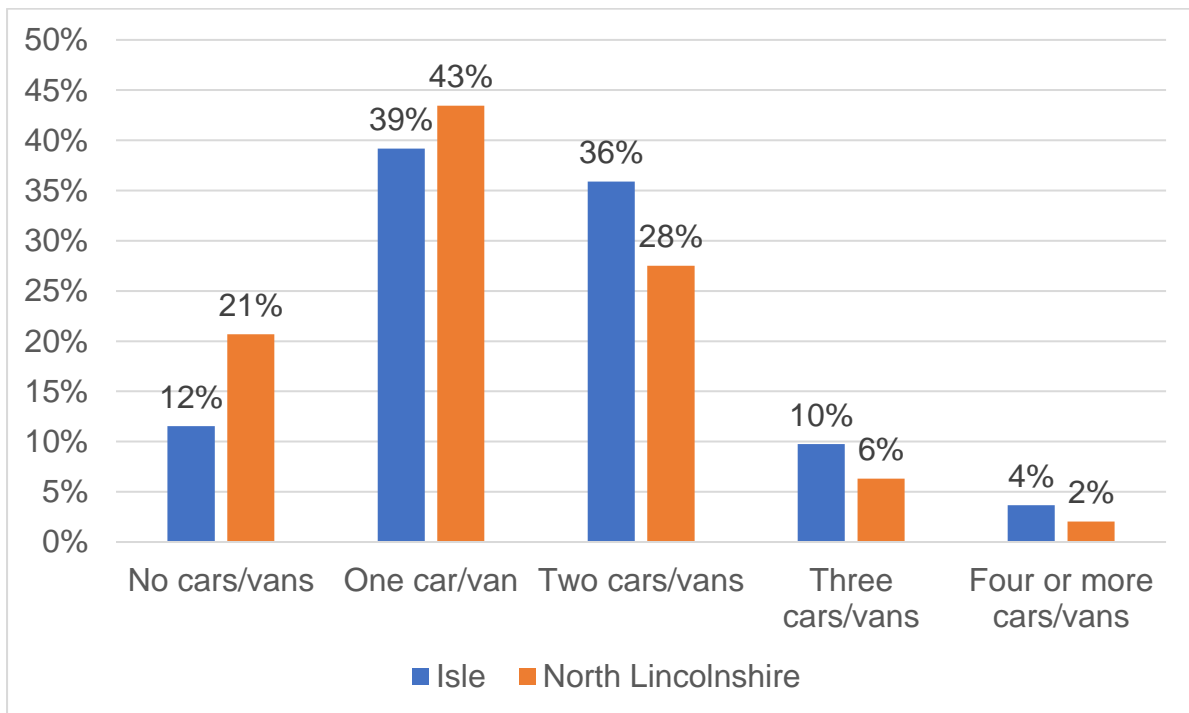 50%
45%
40%
35%
30%
25%
20%
15%
10%
5%
0%
12%
21%
39%
43%
36%
28%
10%
6%
4%
2%
No cars/vans
One car/van
Two cars/vans
Three
cars/vans
Four or more
cars/vans
Isle
North Lincolnshire